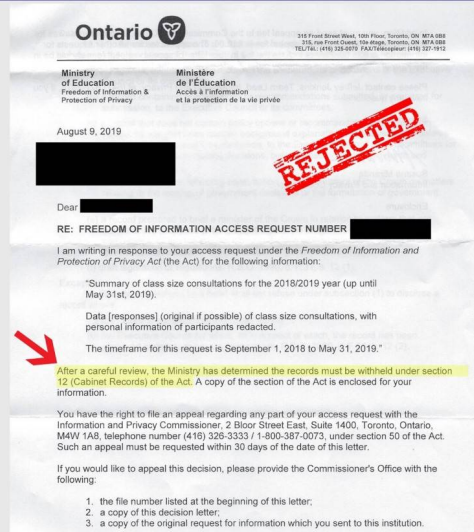 Ontario
315 Front Street West, 10th Floor, Toronto, ON M7A 0B8
315, rue Front Ouest, 10e étage, Toronto, ON M7A 0B8
TEL/Tél.: (416) 325-0070 FAX/Télécopieur: (416) 327-1912
Ministry
of Education
Freedom of Information &
Protection of Privacy
Ministère
de l'Éducation
Accès à l'information
et la protection de la vie privée
August 9, 2019
REJECTED
Dear
RE: FREEDOM OF INFORMATION ACCESS REQUEST NUMBER
I am writing in response to your access request under the Freedom of Information and
Protection of Privacy Act (the Act) for the following information:
"Summary of class size consultations for the 2018/2019 year (up until
May 31st, 2019).
Data [responses] (original if possible) of class size consultations, with
personal information of participants redacted.
The timeframe for this request is September 1, 2018 to May 31, 2019."
After a careful review, the Ministry has determined the records must be withheld under section
12 (Cabinet Records) of the Act. A copy of the section of the Act is enclosed for your
information.
You have the right to file an appeal regarding any part of your access request with the
Information and Privacy Commissioner, 2 Bloor Street East, Suite 1400, Toronto, Ontario,
M4W 1A8, telephone number (416) 326-3333 / 1-800-387-0073, under section 50 of the Act.
Such an appeal must be requested within 30 days of the date of this letter.
If you would like to appeal this decision, please provide the Commissioner's Office with the
following:
1. the file number listed at the beginning of this letter;
2. a copy of this decision letter;
3. a copy of the original request for information which you sent to this institution.